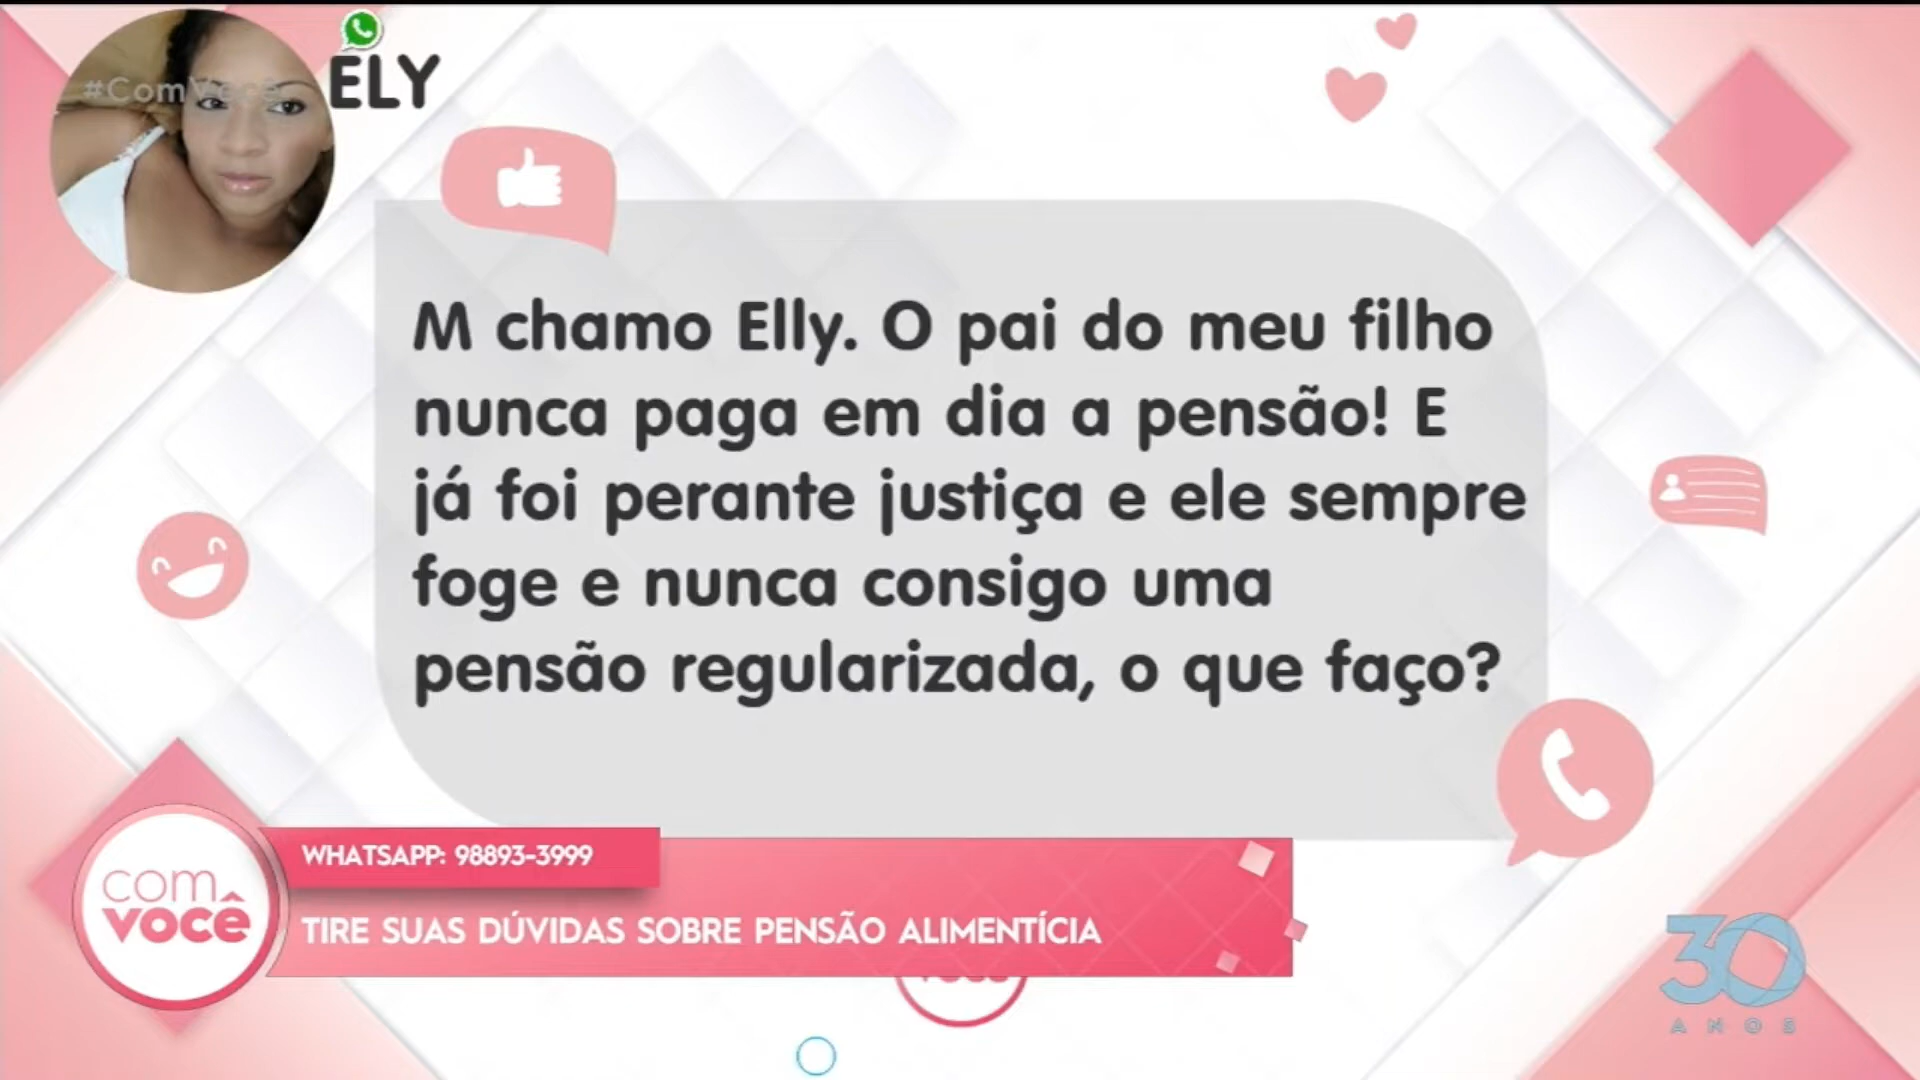 #ComVocê
ELY
M chamo Elly. O pai do meu filho
nunca paga em dia a pensão! E
já foi perante justiça e ele sempre
foge e nunca consigo uma
pensão regularizada, o que faço?
WHATSAPP: 98893-3999
com
você
TIRE SUAS DÚVIDAS SOBRE PENSÃO ALIMENTÍCIA
30
ANOS